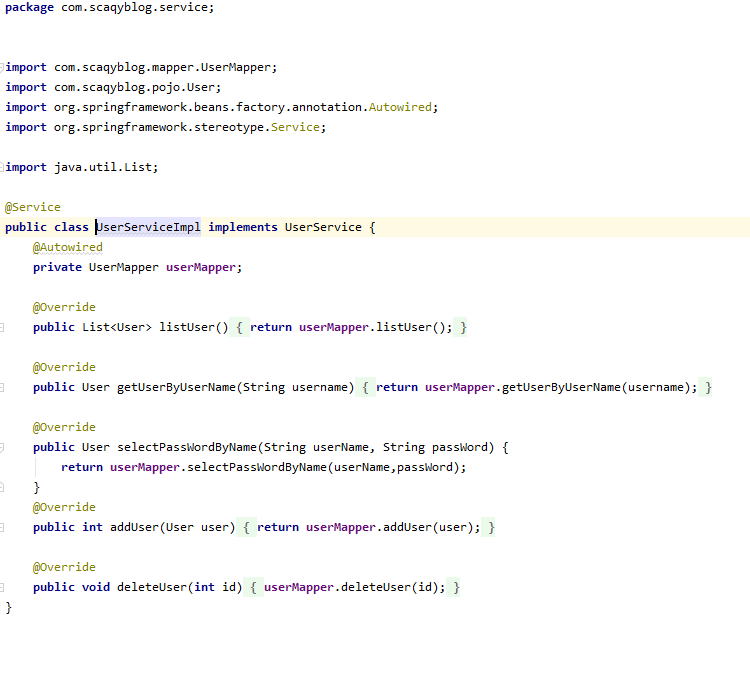 package com.scaqyblog.service;
import com.scaqyblog.mapper.UserMapper;
import com.scaqyblog.pojo.User;
import org.springframework.beans.factory.annotation.Autowired;
import org.springframework.stereotype.Service;
import java.util.List;
@Service
public class UserServiceImpl implements UserService {
@Autowired
private UserMapper userMapper;
@Override
public List<User> listUser() { return userMapper.listUser(); }
@Override
public User getUserByUserName(String username) { return userMapper.getUserByUserName(username); }
@Override
public User selectPassWordByName(String userName, String passWord) {
return userMapper.selectPassWordByName(userName,passWord);
}
@Override
public int addUser(User user) { return userMapper.addUser(user); }
@Override
public void deleteUser(int id) { userMapper.deleteUser(id); }
}